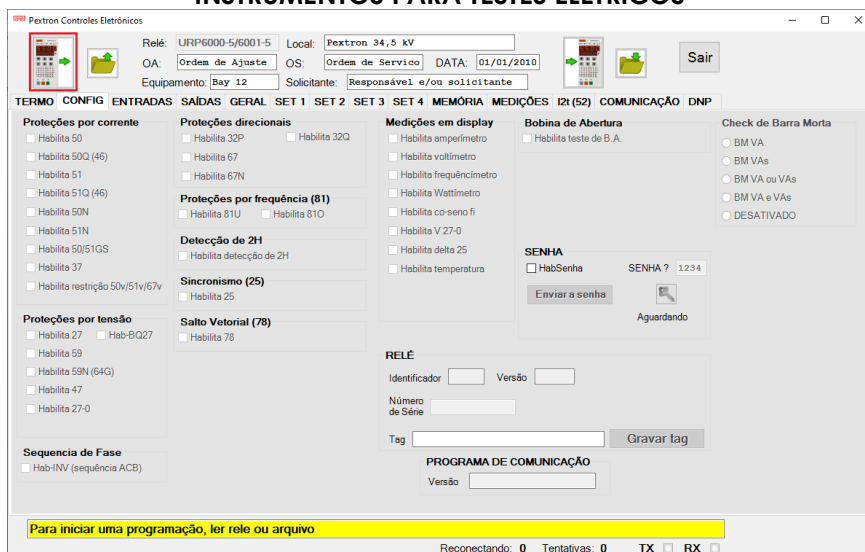 INSTRUMENTOS PARA TESTES ELÉTRICOS
Pextron Controles Eletrônicos
Relé: URP6000-5/6001-5 Local: Pextron 34,5 kV
OA: Ordem de Ajuste OS: Ordem de Servico DATA: 01/01/2010
Equipamento: Bay 12 Solicitante: Responsável e/ou solicitante
Sair
TERMO CONFIG ENTRADAS SAÍDAS GERAL SET 1 SET 2 SET 3 SET 4 MEMÓRIA MEDIÇÕES I2t (52) COMUNICAÇÃO DNP
Proteções por corrente
Habilita 50
Habilita 50Q (46)
Habilita 51
Habilita 51Q (46)
Habilita 50N
Habilita 51N
Habilita 50/51GS
Habilita 37
Habilita restrição 50v/51v/67v
Proteções por tensão
Habilita 27 Hab-BQ27
Habilita 59
Habilita 59N (64G)
Habilita 47
Habilita 27-0
Sequencia de Fase
Hab-INV (sequência ACB)
Proteções direcionais
Habilita 32P Habilita 32Q
Habilita 67
Habilita 67N
Proteções por frequência (81)
Habilita 81U Habilita 81O
Detecção de 2H
Habilita detecção de 2H
Sincronismo (25)
Habilita 25
Salto Vetorial (78)
Habilita 78
Medições em display
Habilita amperímetro
Habilita voltímetro
Habilita frequêncímetro
Habilita Wattímetro
Habilita co-seno fi
Habilita V 27-0
Habilita delta 25
Habilita temperatura
Bobina de Abertura
Habilita teste de B.A.
SENHA
HabSenha SENHA ? 1234
Enviar a senha
Aguardando
Check de Barra Morta
BM VA
BM VAs
BM VA ou VAs
BM VA e VAs
DESATIVADO
RELÉ
Identificador Versão
Número
de Série
Tag Gravar tag
PROGRAMA DE COMUNICAÇÃO
Versão
Para iniciar uma programação, ler rele ou arquivo
Reconectando: 0 Tentativas: 0 TX RX